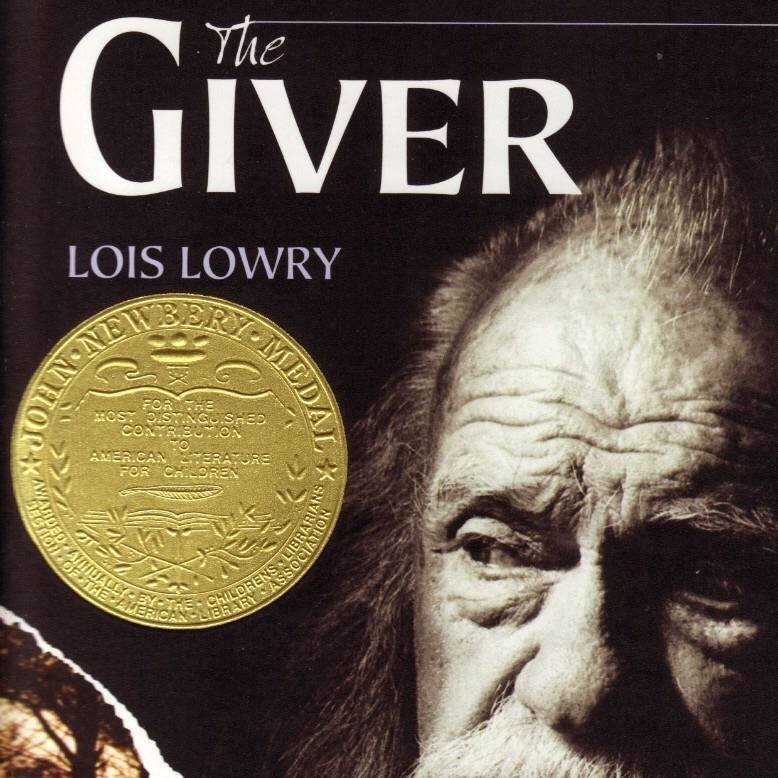 The
GIVER
LOIS LOWRY
JOHN · NEWBERY · MEDAL
FOR THE
MOST DISTINGUISHED
CONTRIBUTION
TO
AMERICAN LITERATURE
FOR CHILDREN
AWARDED · ANNUALLY · BY · THE · CHILDREN'S · LIBRARIANS
SECTION · OF · THE · AMERICAN · LIBRARY · ASSOCIATION